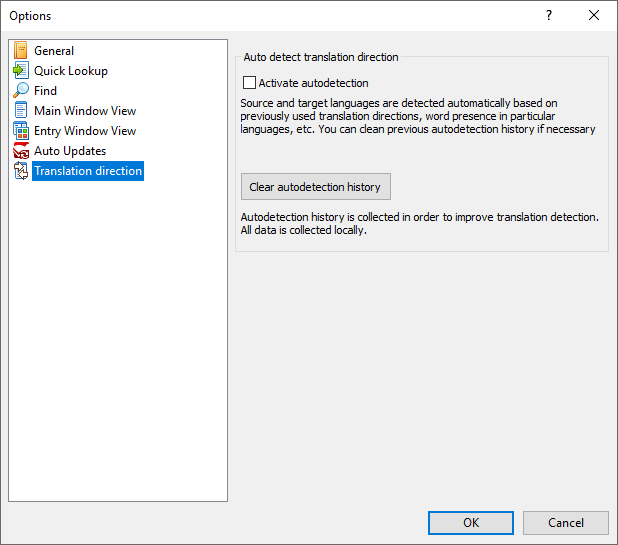 Options
?
General
Quick Lookup
Find
Main Window View
Entry Window View
Auto Updates
Translation direction
Auto detect translation direction
Activate autodetection
Source and target languages are detected automatically based on
previously used translation directions, word presence in particular
languages, etc. You can clean previous autodetection history if necessary
Clear autodetection history
Autodetection history is collected in order to improve translation detection.
All data is collected locally.
OK
Cancel